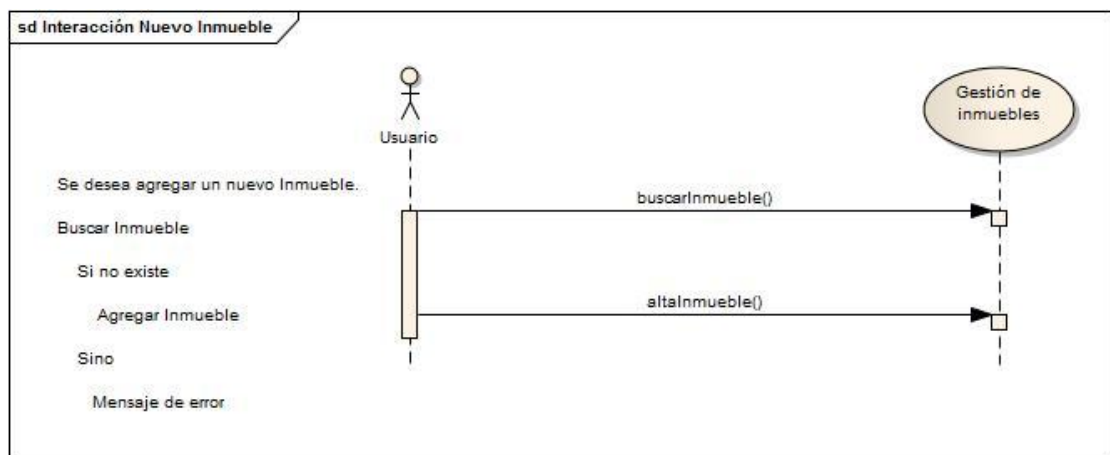 sd Interacción Nuevo Inmueble
Gestión de
inmuebles
Usuario
Se desea agregar un nuevo Inmueble.
buscarInmueble()
Buscar Inmueble
Si no existe
altaInmueble()
Agregar Inmueble
Sino
Mensaje de error